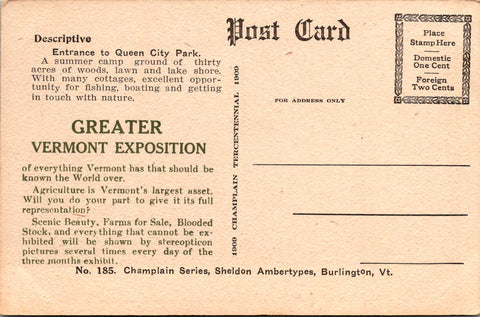 Descriptive
Entrance to Queen City Park.
A summer camp ground of thirty
acres of woods, lawn and lake shore.
With many cottages, excellent oppor-
tunity for fishing, boating and getting
in touch with nature.
GREATER
VERMONT EXPOSITION
of everything Vermont has that should be
known the World over.
Agriculture is Vermont's largest asset.
Will you do your part to give it its full
representation?
Scenic Beauty, Farms for Sale, Blooded
Stock, and everything that cannot be ex-
hibited will be shown by stereopticon
pictures several times every day of the
three months exhibit.
1909 CHAMPLAIN TERCENTENNIAL 1909
Post Card
FOR ADDRESS ONLY
Place
Stamp Here
Domestic
One Cent
Foreign
Two Cents
No. 185. Champlain Series, Sheldon Ambertypes, Burlington, Vt.